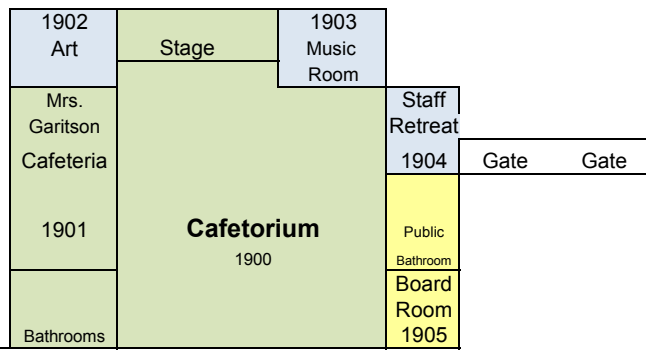 1902
Art
Stage
1903
Music
Room
Mrs.
Garitson
Cafeteria
1901
Staff
Retreat
1904
Gate
Gate
Cafetorium
1900
Public
Bathroom
Board
Room
1905
Bathrooms